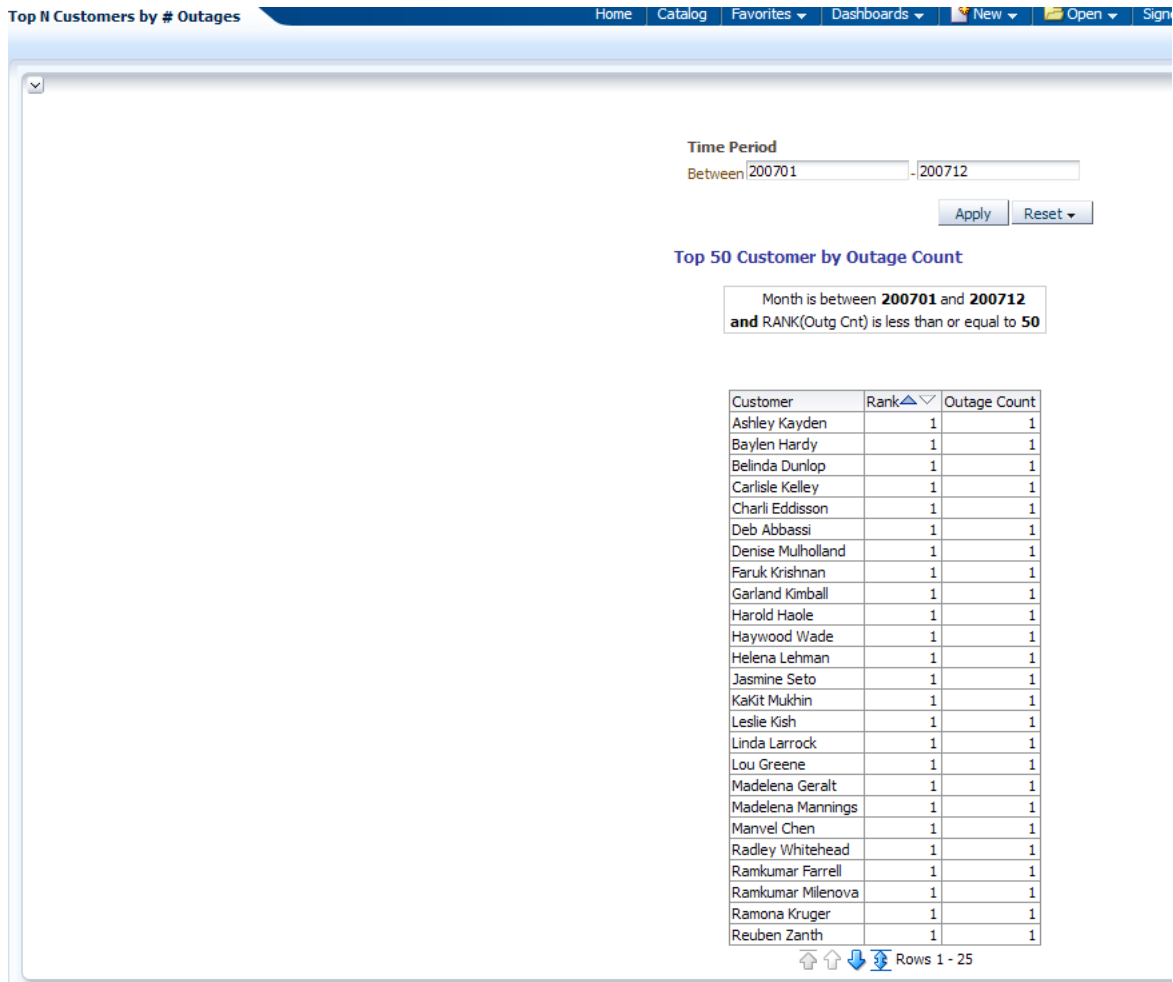 Top N Customers by # Outages Home Catalog Favorites Dashboards New Open
Time Period
Between 200701 - 200712
Apply Reset
Top 50 Customer by Outage Count
Month is between 200701 and 200712
and RANK(Outg Cnt) is less than or equal to 50
Customer Rank Outage Count
Ashley Kayden 1 1
Baylen Hardy 1 1
Belinda Dunlop 1 1
Carlisle Kelley 1 1
Charli Eddisson 1 1
Deb Abbassi 1 1
Denise Mulholland 1 1
Faruk Krishnan 1 1
Garland Kimball 1 1
Harold Haole 1 1
Haywood Wade 1 1
Helena Lehman 1 1
Jasmine Seto 1 1
KaKit Mukhin 1 1
Leslie Kish 1 1
Linda Larrock 1 1
Lou Greene 1 1
Madelena Geralt 1 1
Madelena Mannings 1 1
Manvel Chen 1 1
Radley Whitehead 1 1
Ramkumar Farrell 1 1
Ramkumar Milenova 1 1
Ramona Kruger 1 1
Reuben Zanth 1 1
Rows 1 - 25